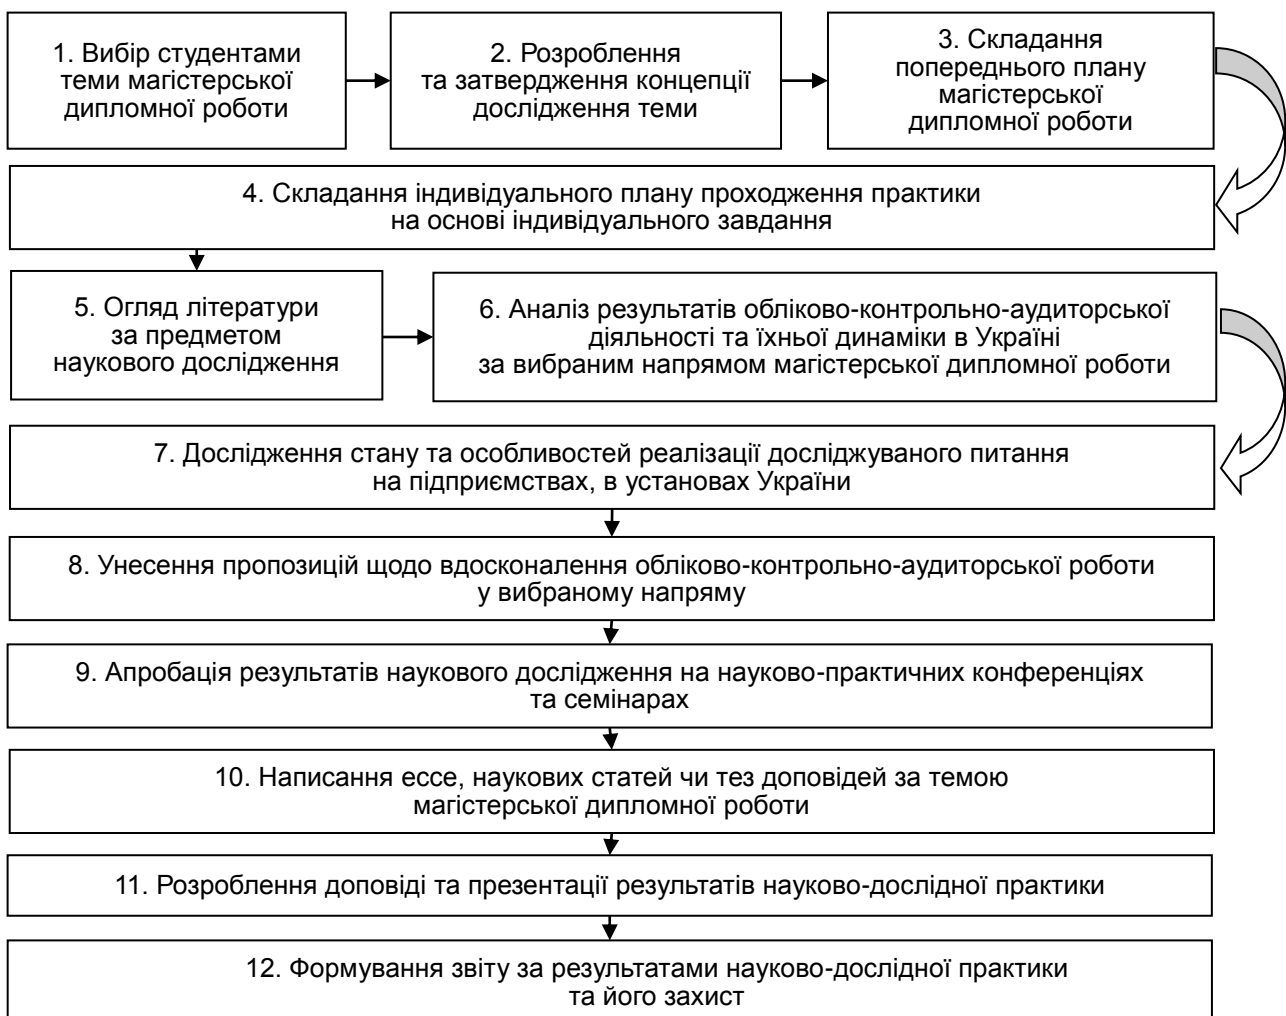 1. Вибір студентами
теми магістерської
дипломної роботи
2. Розроблення
та затвердження концепції
дослідження теми
3. Складання
попереднього плану
магістерської
дипломної роботи
4. Складання індивідуального плану проходження практики
на основі індивідуального завдання
5. Огляд літератури
за предметом
наукового дослідження
6. Аналіз результатів обліково-контрольно-аудиторської
діяльності та їхньої динаміки в Україні
за вибраним напрямом магістерської дипломної роботи
7. Дослідження стану та особливостей реалізації досліджуваного питання
на підприємствах, в установах України
8. Унесення пропозицій щодо вдосконалення обліково-контрольно-аудиторської роботи
у вибраному напряму
9. Апробація результатів наукового дослідження на науково-практичних конференціях
та семінарах
10. Написання ессе, наукових статей чи тез доповідей за темою
магістерської дипломної роботи
11. Розроблення доповіді та презентації результатів науково-дослідної практики
12. Формування звіту за результатами науково-дослідної практики
та його захист